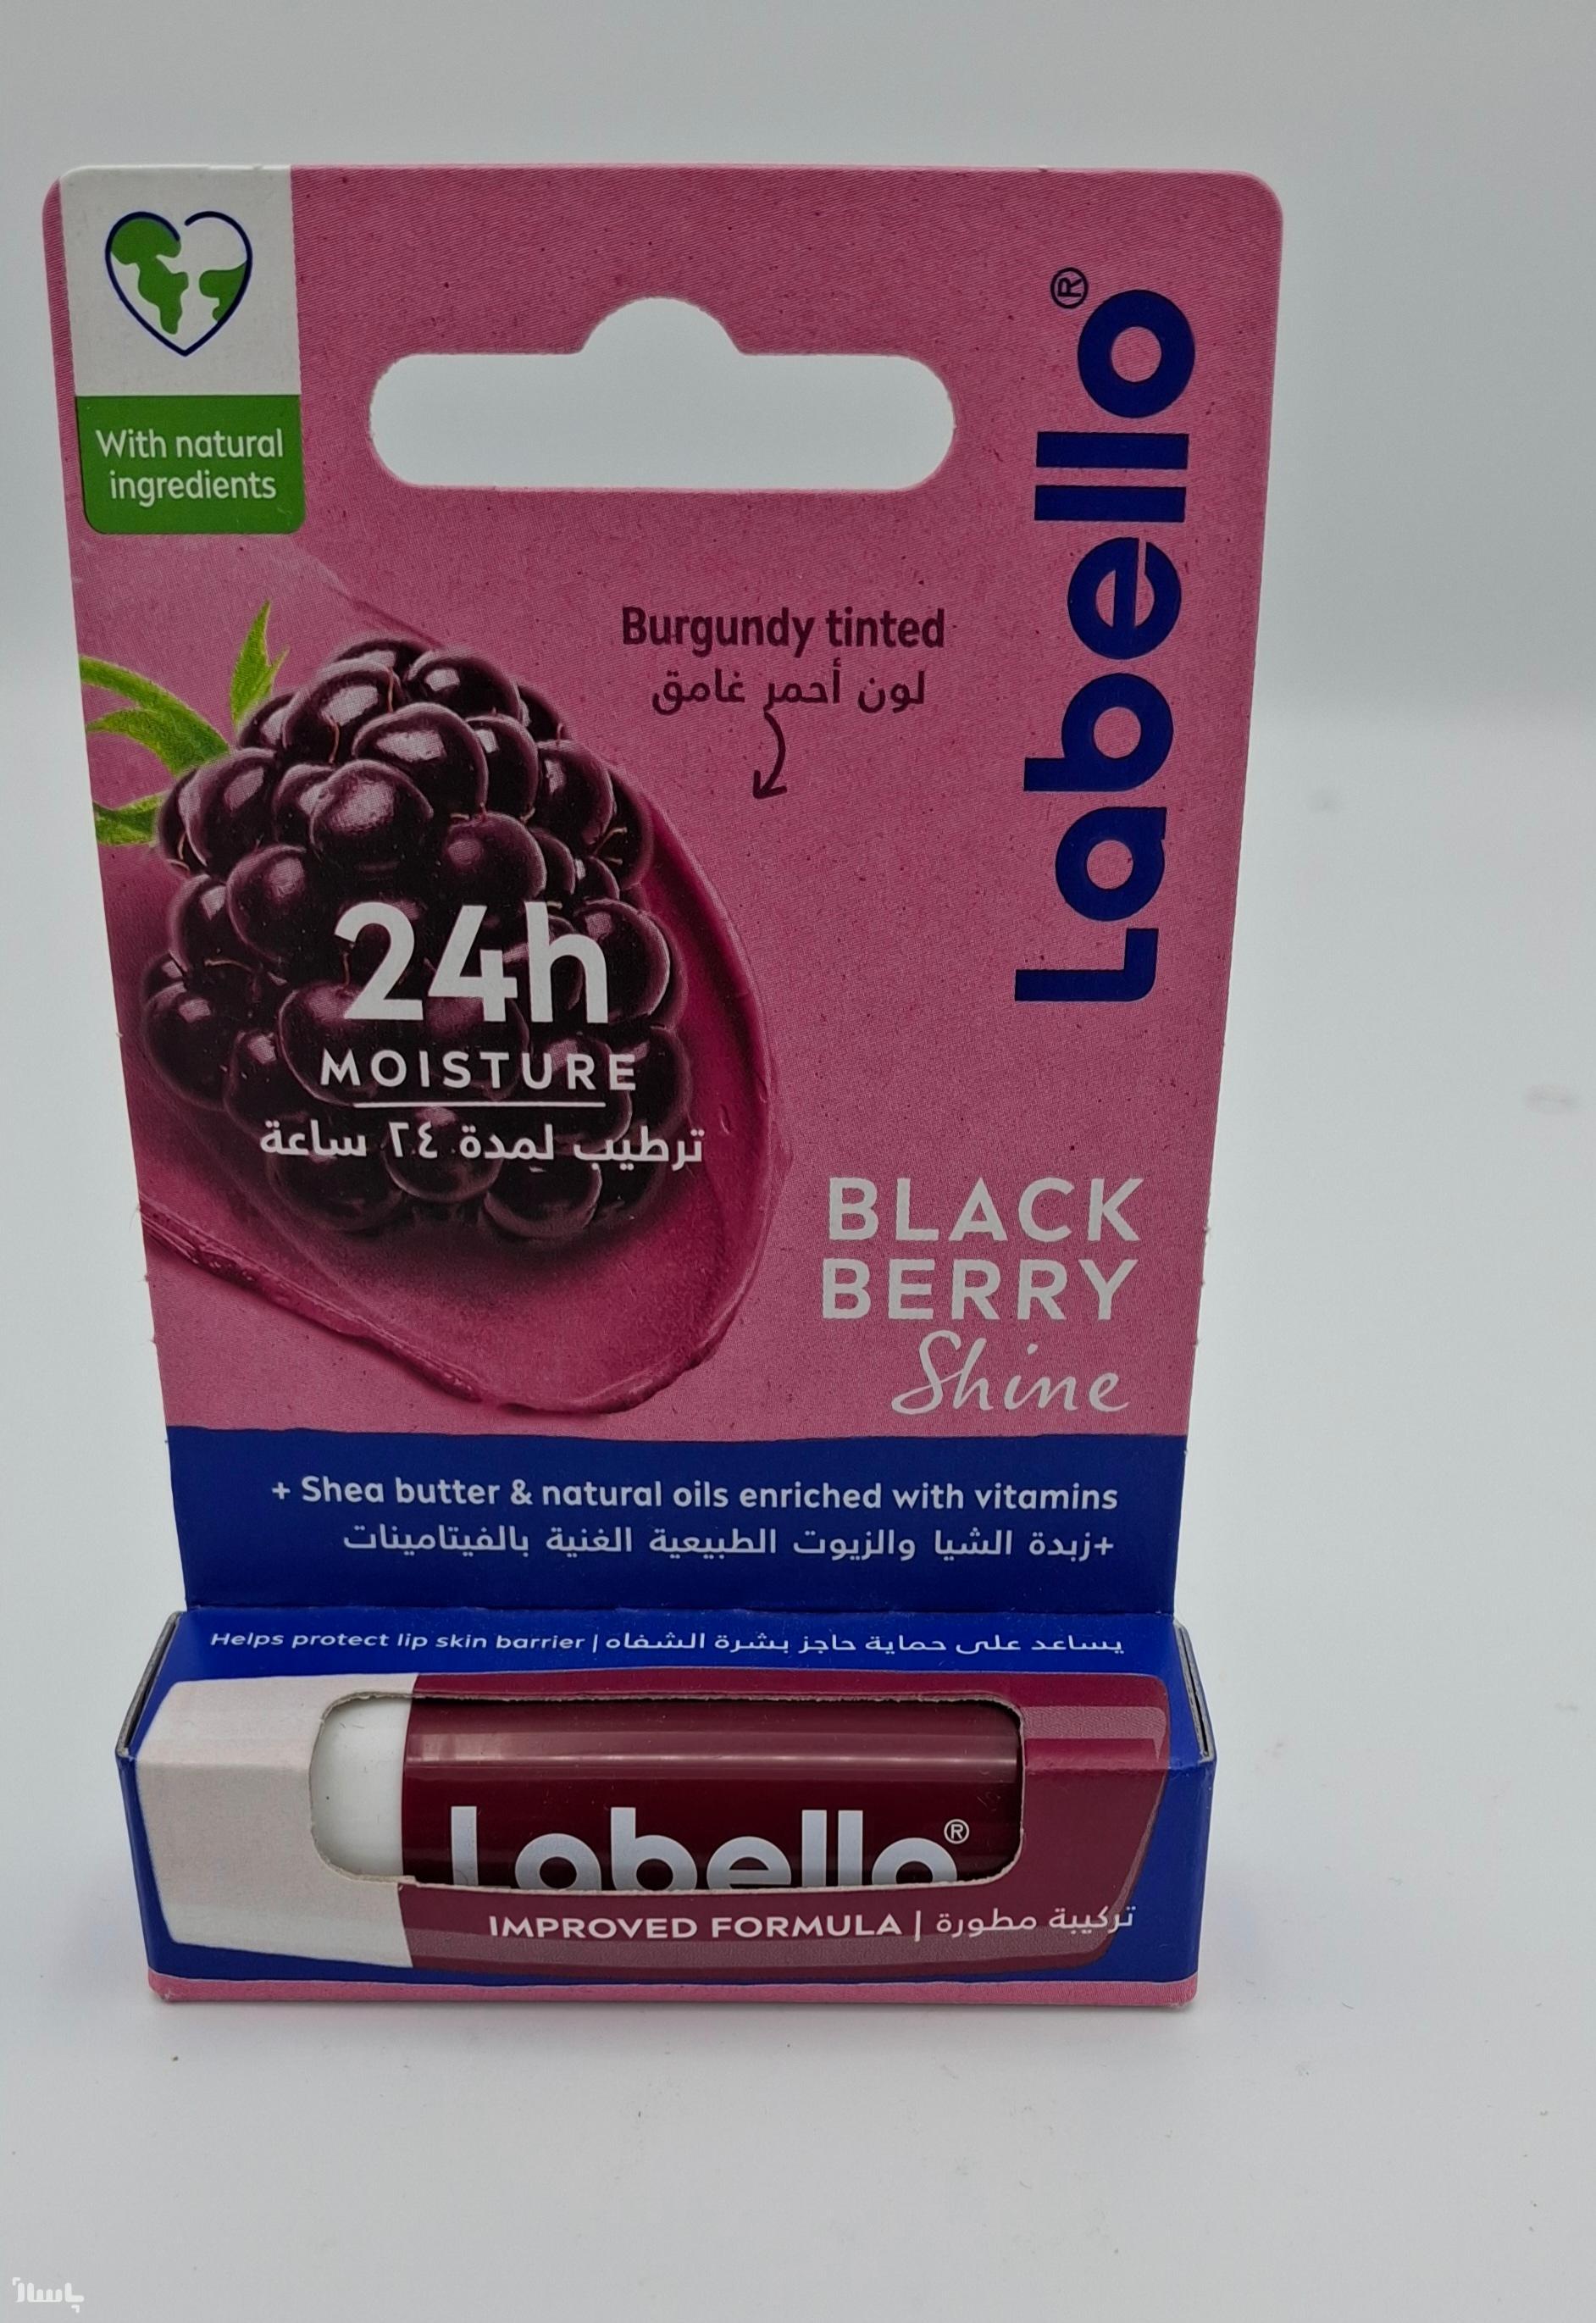 With natural
ingredients
Labello®
Burgundy tinted
لون أحمر غامق
24h
MOISTURE
ترطيب لمدة ٢٤ ساعة
BLACK
BERRY
Shine
+ Shea butter & natural oils enriched with vitamins
+زبدة الشيا والزيوت الطبيعية الغنية بالفيتامينات
Helps protect lip skin barrier | يساعد على حماية حاجز بشرة الشفاه
Labello®
IMPROVED FORMULA | تركيبة مطورة
باسلام